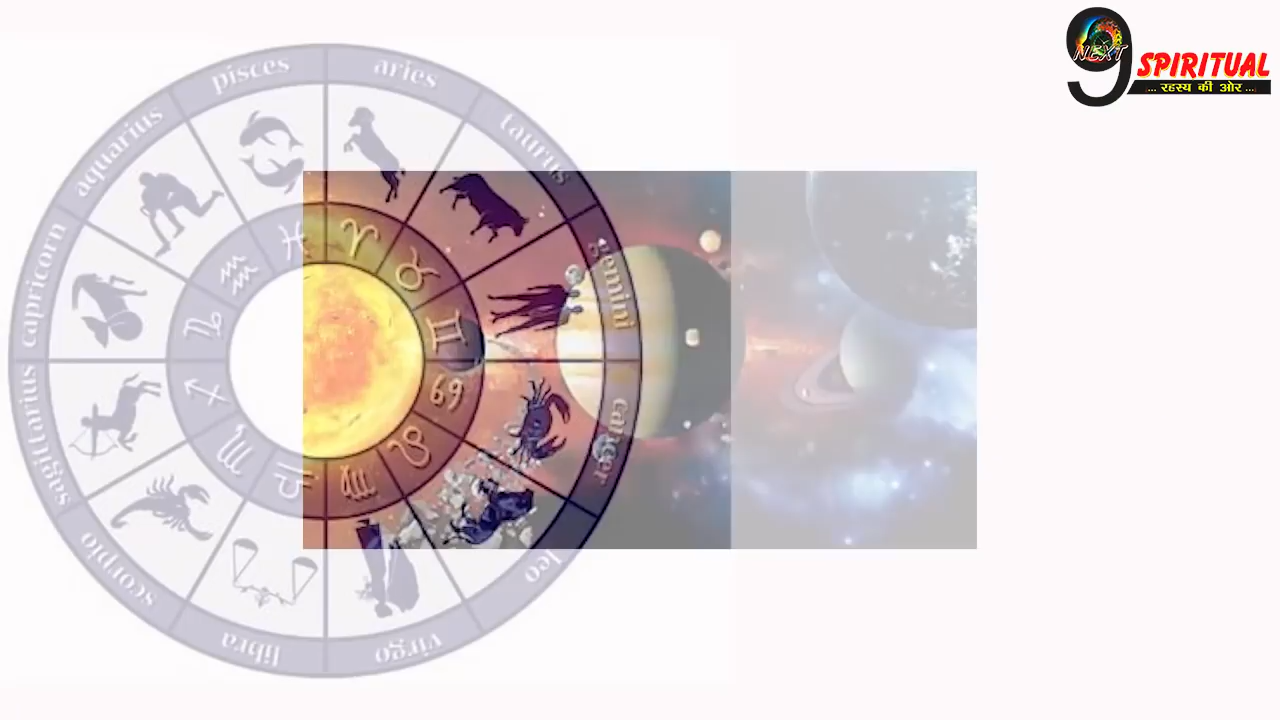 NEXT
9 SPIRITUAL
... रहस्य की ओर ...
pisces
aries
taurus
gemini
cancer
leo
virgo
libra
scorpio
sagittarius
capricorn
aquarius